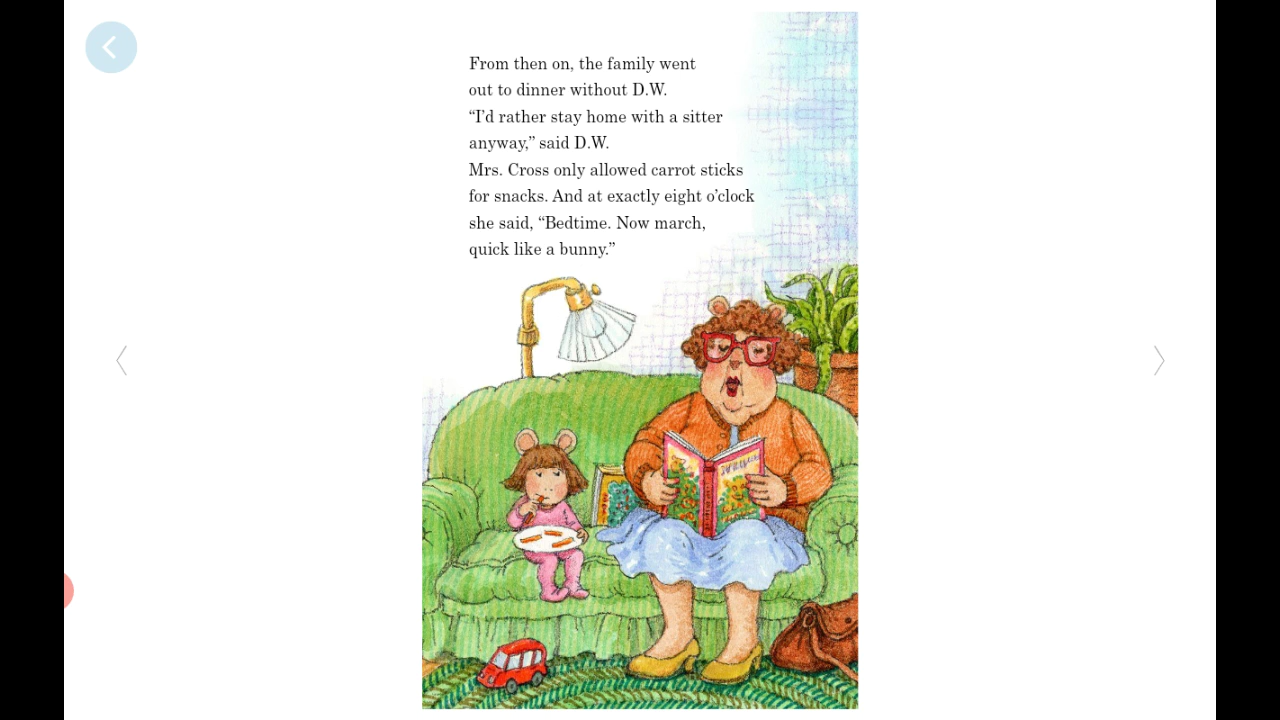 From then on, the family went
out to dinner without D.W.
“I’d rather stay home with a sitter
anyway,” said D.W.
Mrs. Cross only allowed carrot sticks
for snacks. And at exactly eight o’clock
she said, “Bedtime. Now march,
quick like a bunny.”